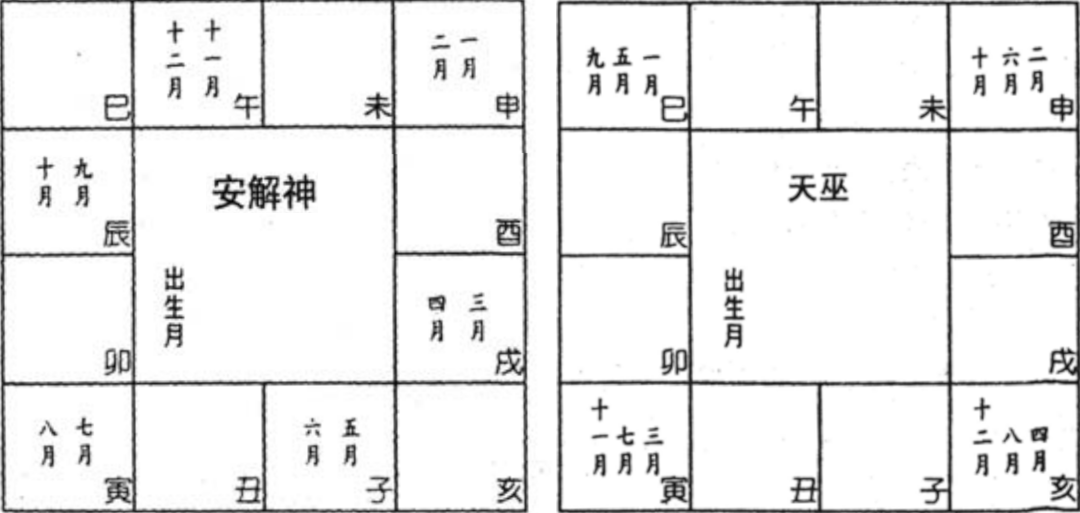 巳
十一月
十二月
午
未
一月
二月
申
九月
十月
辰
安解神
出生月
酉
卯
三月
四月
戌
七月
八月
寅
丑
五月
六月
子
亥
一月
五月
九月
巳
午
未
二月
六月
十月
申
辰
天巫
出生月
酉
卯
戌
三月
七月
十一月
寅
丑
子
四月
八月
十二月
亥